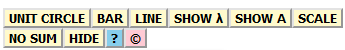 UNIT CIRCLE BAR LINE SHOW λ SHOW A SCALE
NO SUM HIDE ? ©